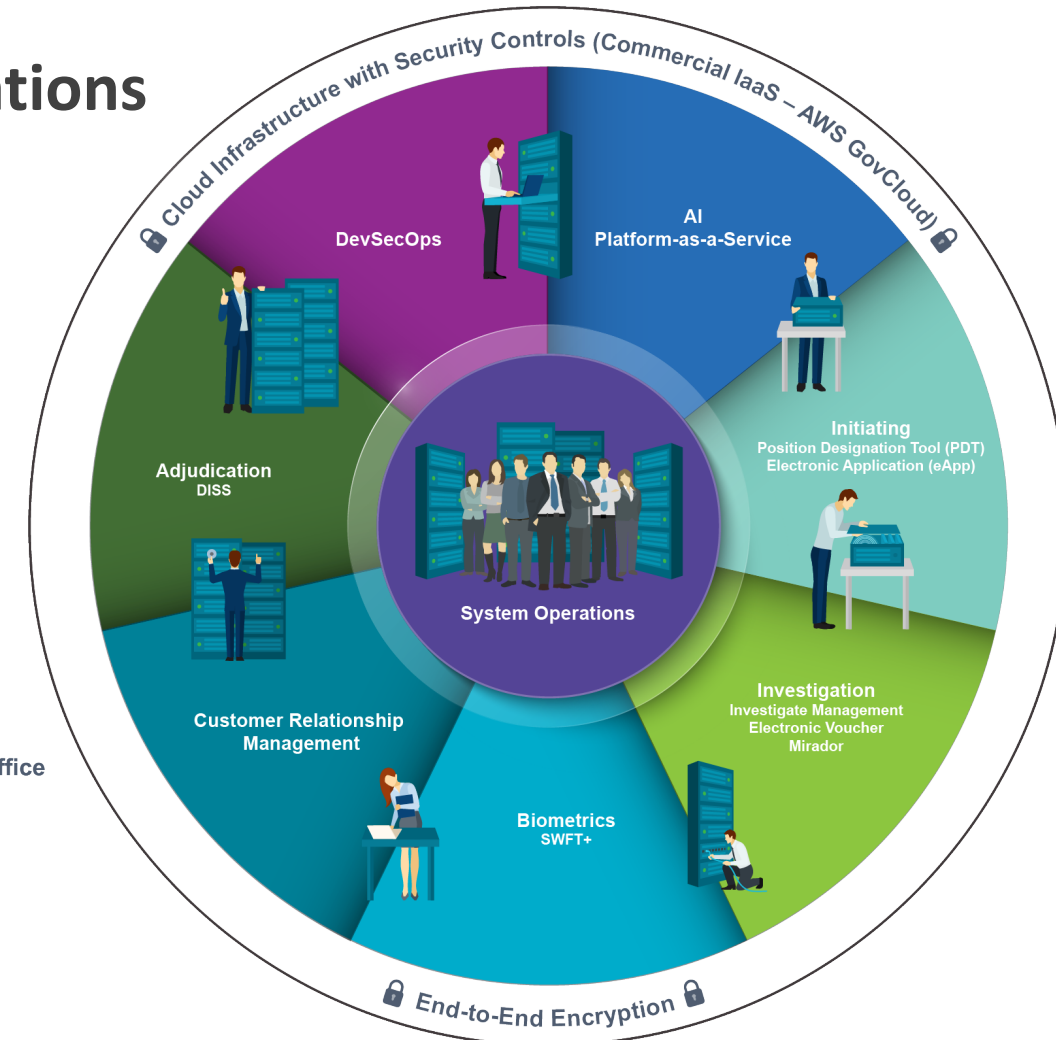 ations
Cloud Infrastructure with Security Controls (Commercial IaaS – AWS GovCloud)
DevSecOps
AI
Platform-as-a-Service
Initiating
Position Designation Tool (PDT)
Electronic Application (eApp)
Adjudication
DISS
System Operations
Investigation
Investigate Management
Electronic Voucher
Mirador
Customer Relationship
Management
ffice
Biometrics
SWFT+
End-to-End Encryption